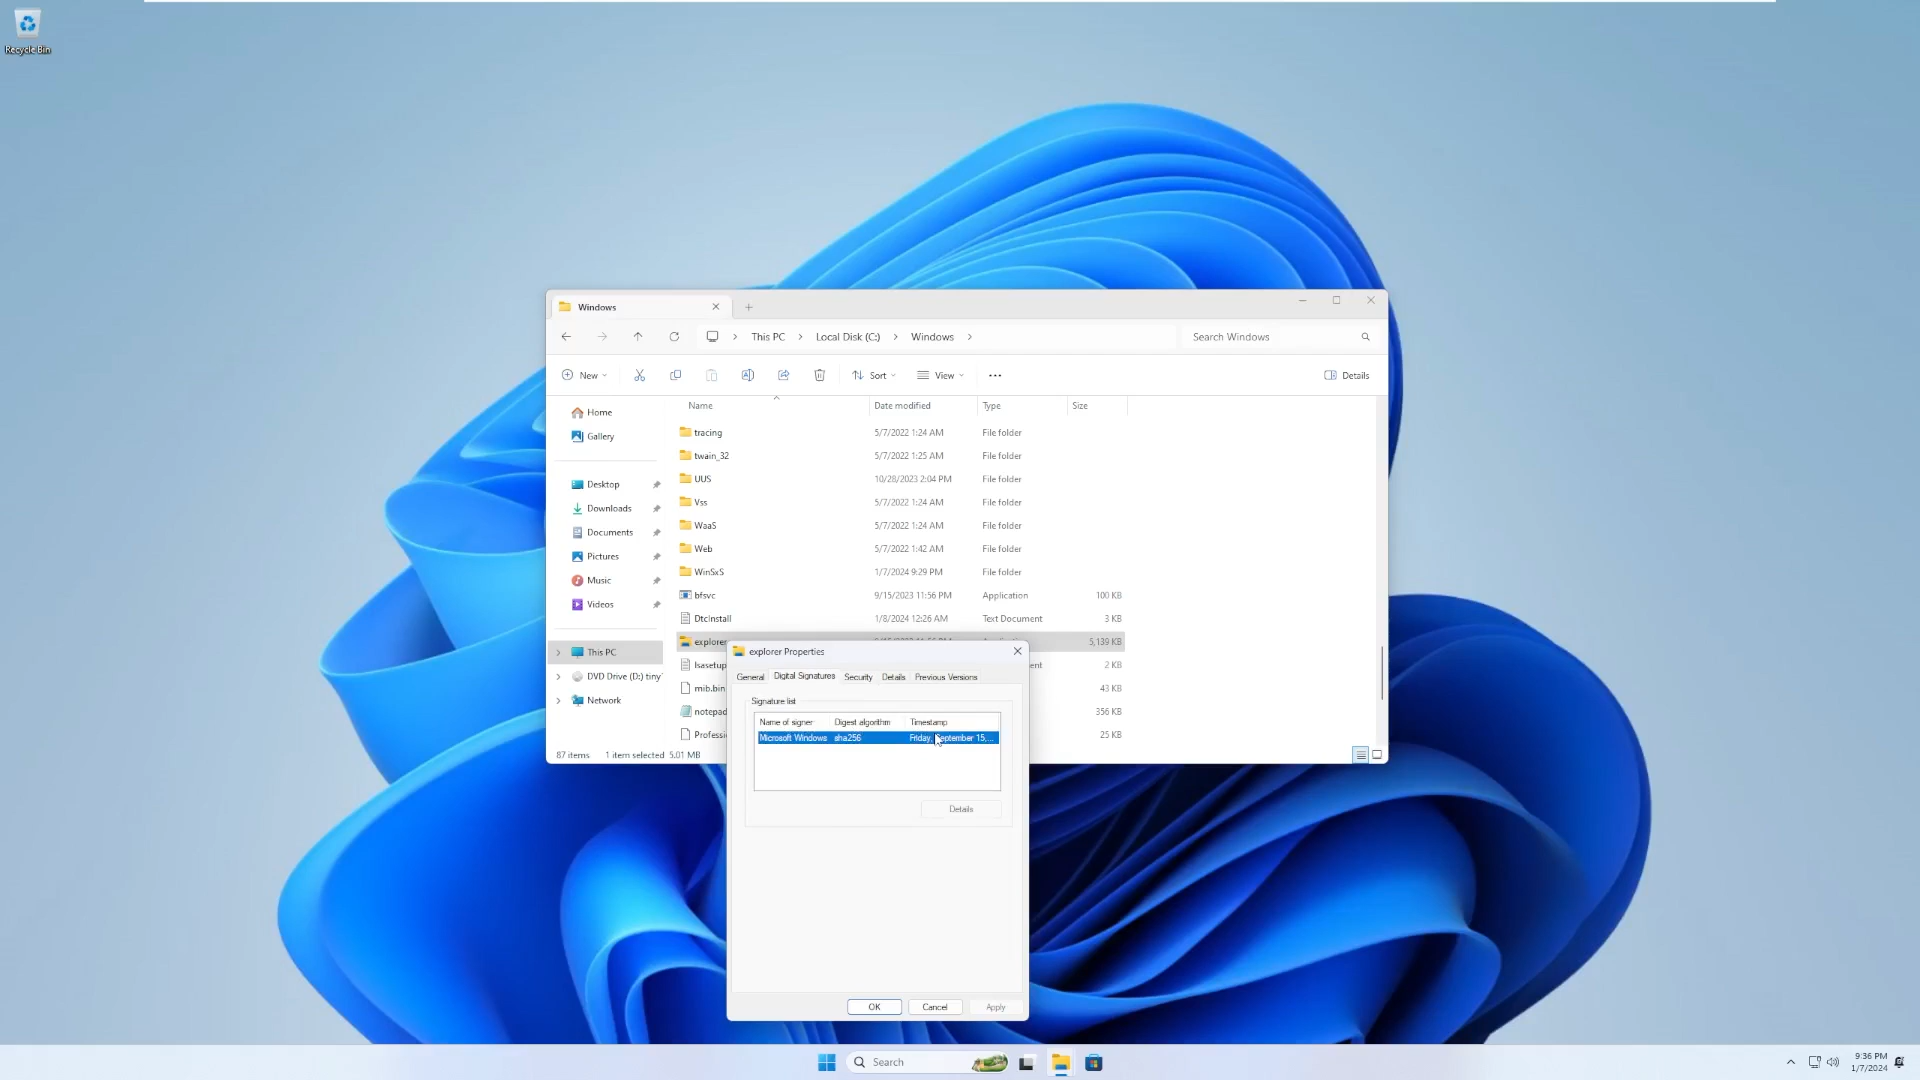 Recycle Bin
Windows
This PC
Local Disk (C:)
Windows
Search Windows
New
Sort
View
Details
Name
Date modified
Type
Size
Home
Gallery
Desktop
Downloads
Documents
Pictures
Music
Videos
This PC
DVD Drive (D:) tiny
Network
tracing 5/7/2022 1:24 AM File folder
twain_32 5/7/2022 1:25 AM File folder
UUS 10/28/2023 2:04 PM File folder
Vss 5/7/2022 1:24 AM File folder
WaaS 5/7/2022 1:24 AM File folder
Web 5/7/2022 1:42 AM File folder
WinSxS 1/7/2024 9:29 PM File folder
bfsvc 9/15/2023 11:56 PM Application 100 KB
DtcInstall 1/8/2024 12:26 AM Text Document 3 KB
explorer 5,139 KB
lsasetup ent 2 KB
mib.bin 43 KB
notepad 356 KB
Professi 25 KB
87 items 1 item selected 5.01 MB
explorer Properties
General Digital Signatures Security Details Previous Versions
Signature list
Name of signer Digest algorithm Timestamp
Microsoft Windows sha256 Friday, September 15,...
Details
OK Cancel Apply
Search
9:36 PM
1/7/2024